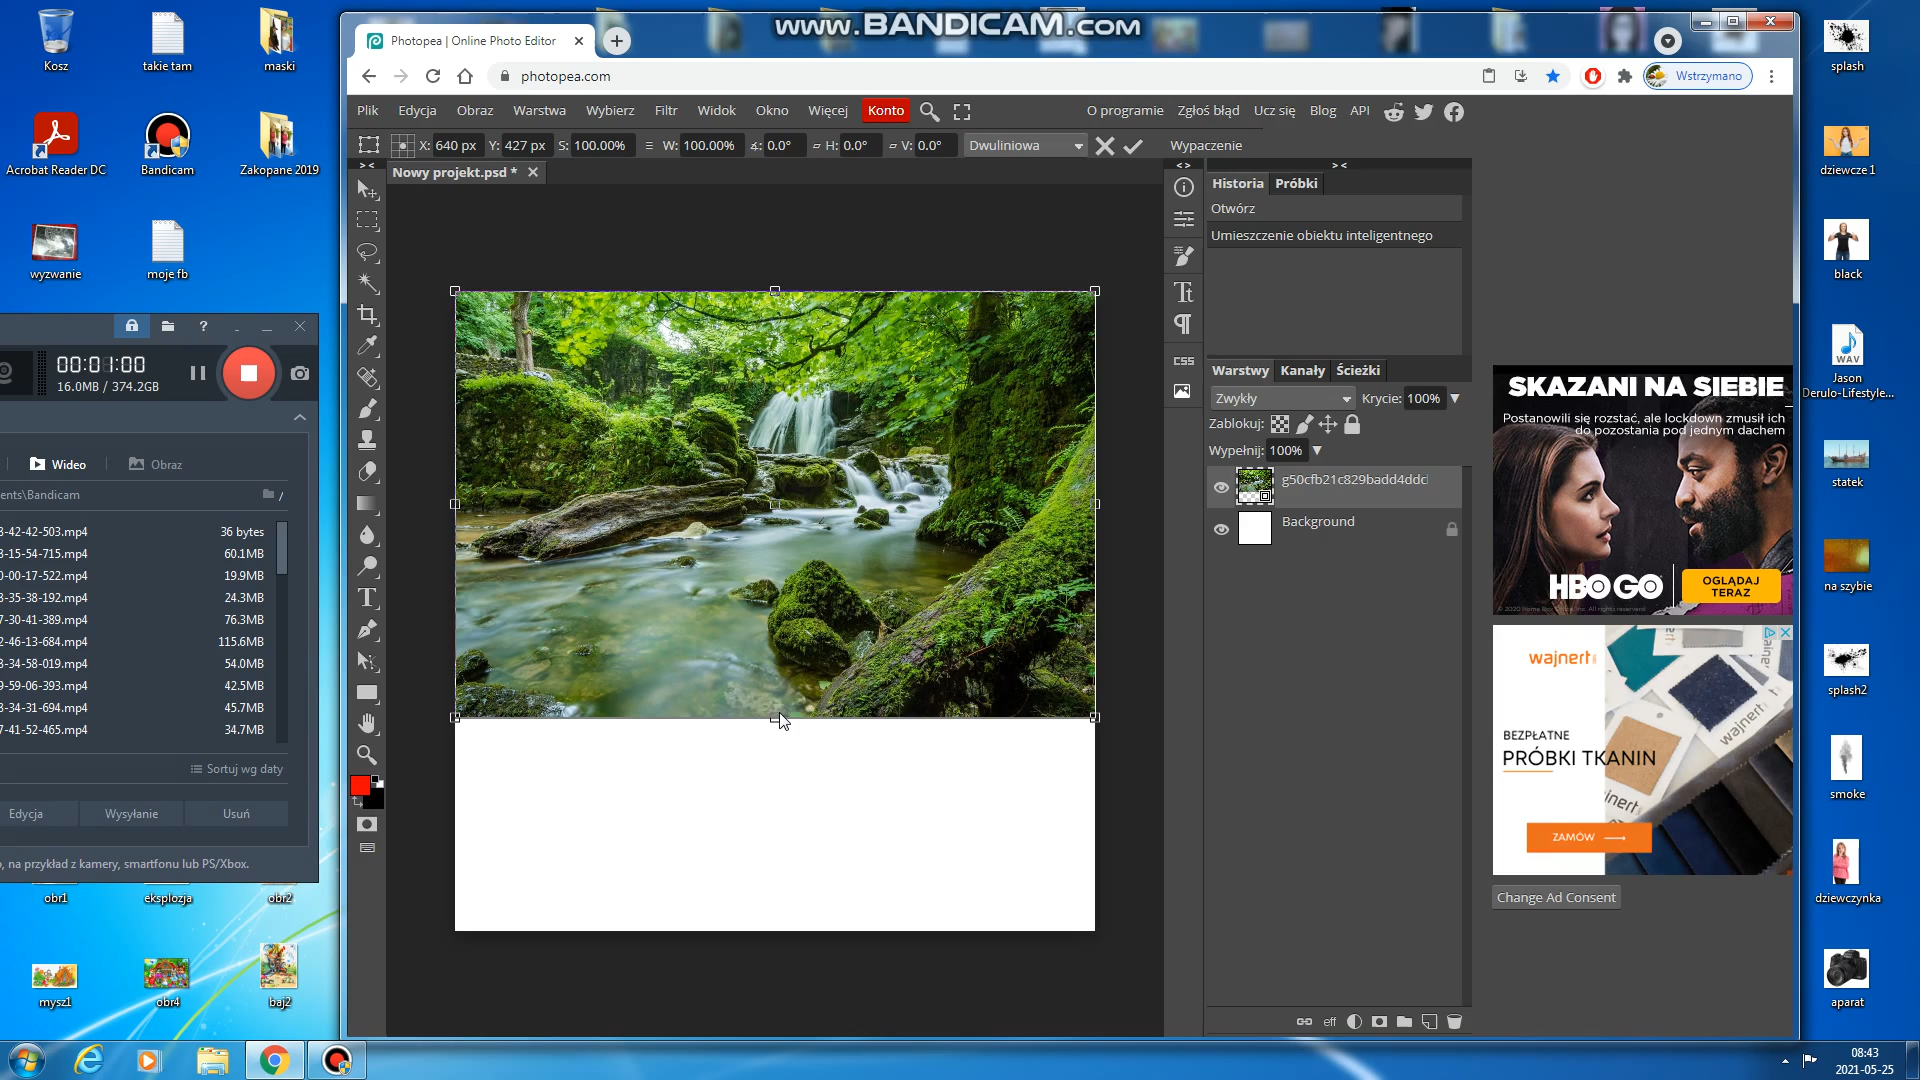 www.BANDICAM.com
Kosz
takie tam
maski
Acrobat Reader DC
Bandicam
Zakopane 2019
wyzwanie
moje fb
00:01:00
16.0MB / 374.2GB
Wideo
Obraz
ents\Bandicam
3-42-42-503.mp4 36 bytes
3-15-54-715.mp4 60.1MB
0-00-17-522.mp4 19.9MB
3-35-38-192.mp4 24.3MB
7-30-41-389.mp4 76.3MB
2-46-13-684.mp4 115.6MB
3-34-58-019.mp4 54.0MB
9-59-06-393.mp4 42.5MB
3-34-31-694.mp4 45.7MB
7-41-52-465.mp4 34.7MB
Sortuj wg daty
Edycja Wysyłanie Usuń
o, na przykład z kamery, smartfonu lub PS/Xbox.
obr1
eksplozja
obr2
mysz1
obr4
baj2
Photopea | Online Photo Editor
photopea.com
Wstrzymano
Plik Edycja Obraz Warstwa Wybierz Filtr Widok Okno Więcej Konto
O programie Zgłoś błąd Ucz się Blog API
X: 640 px Y: 427 px S: 100.00% W: 100.00% 0.0° H: 0.0° V: 0.0° Dwuliniowa Wypaczenie
Nowy projekt.psd *
Historia Próbki
Otwórz
Umieszczenie obiektu inteligentnego
CSS
Warstwy Kanały Ścieżki
Zwykły Krycie: 100%
Zablokuj:
Wypełnij: 100%
g50cfb21c829badd4ddc
Background
eff
SKAZANI NA SIEBIE
Postanowili się rozstać, ale lockdown zmusił ich
do pozostania pod jednym dachem
HBO GO
OGLĄDAJ
TERAZ
wajnert
BEZPŁATNE
PRÓBKI TKANIN
wajnert
ZAMÓW
Change Ad Consent
splash
dziewcze 1
black
WAV
Jason
Derulo-Lifestyle...
statek
na szybie
splash2
smoke
dziewczynka
aparat
08:43
2021-05-25